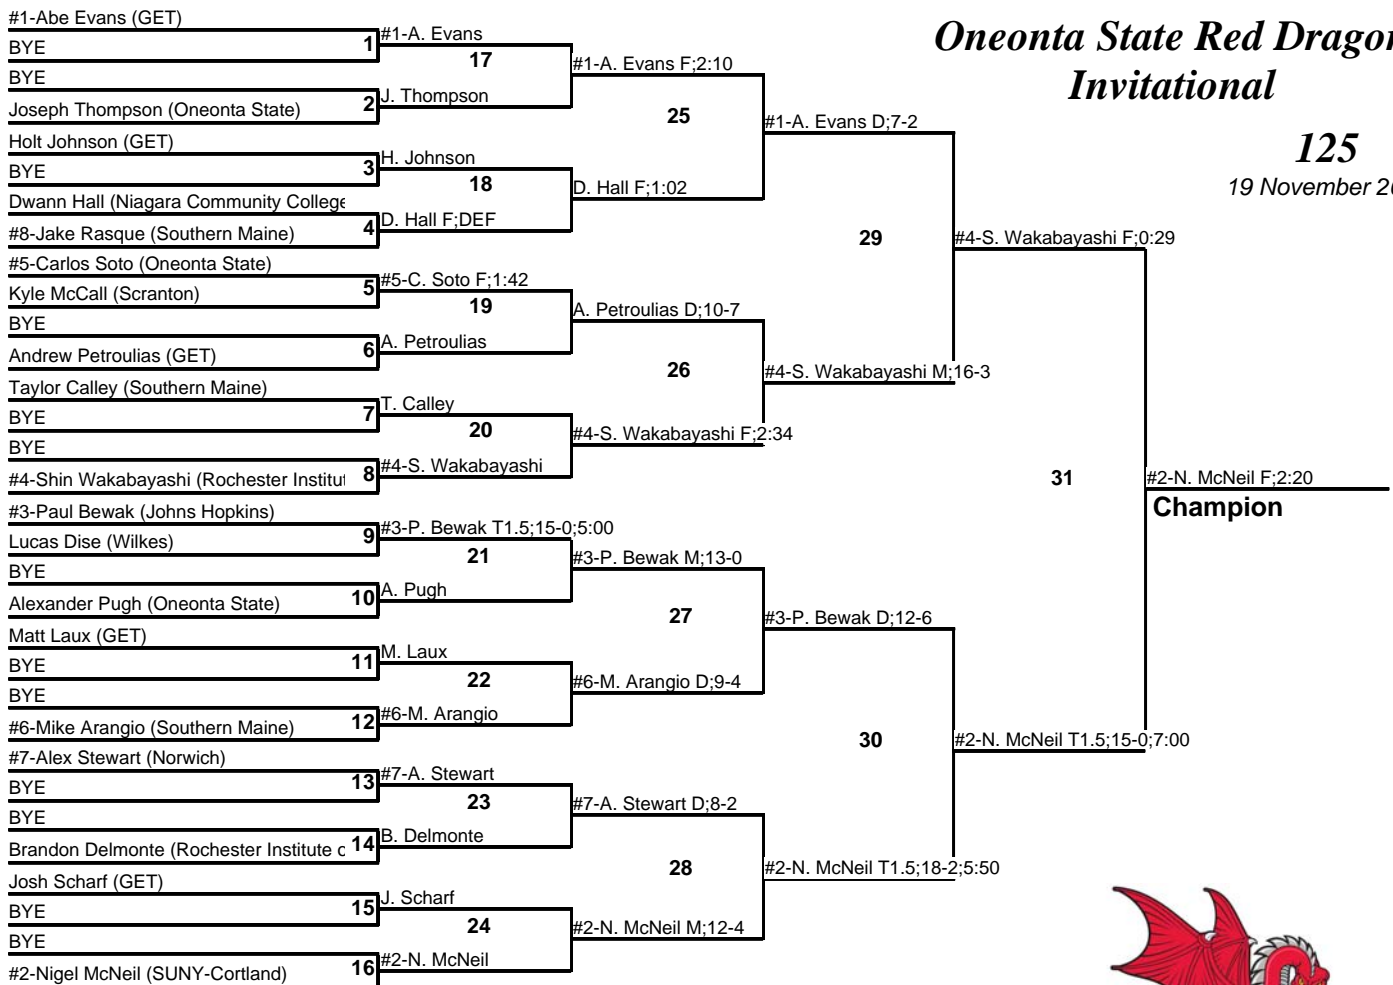 Oneonta State Red Dragon
Invitational
125
19 November 20
#1-Abe Evans (GET)
BYE
1
BYE
Joseph Thompson (Oneonta State)
2
Holt Johnson (GET)
BYE
3
Dwann Hall (Niagara Community College
#8-Jake Rasque (Southern Maine)
4
#5-Carlos Soto (Oneonta State)
Kyle McCall (Scranton)
5
BYE
Andrew Petroulias (GET)
6
Taylor Calley (Southern Maine)
BYE
7
BYE
#4-Shin Wakabayashi (Rochester Institut
8
#3-Paul Bewak (Johns Hopkins)
Lucas Dise (Wilkes)
9
BYE
Alexander Pugh (Oneonta State)
10
Matt Laux (GET)
BYE
11
BYE
#6-Mike Arangio (Southern Maine)
12
#7-Alex Stewart (Norwich)
BYE
13
BYE
Brandon Delmonte (Rochester Institute o
14
Josh Scharf (GET)
BYE
15
BYE
#2-Nigel McNeil (SUNY-Cortland)
16
#1-A. Evans
17
J. Thompson
H. Johnson
18
D. Hall F;DEF
#5-C. Soto F;1:42
19
A. Petroulias
T. Calley
20
#4-S. Wakabayashi
#3-P. Bewak T1.5;15-0;5:00
21
A. Pugh
M. Laux
22
#6-M. Arangio
#7-A. Stewart
23
B. Delmonte
J. Scharf
24
#2-N. McNeil
#1-A. Evans F;2:10
25
D. Hall F;1:02
A. Petroulias D;10-7
26
#4-S. Wakabayashi F;2:34
#3-P. Bewak M;13-0
27
#6-M. Arangio D;9-4
#7-A. Stewart D;8-2
28
#2-N. McNeil M;12-4
#1-A. Evans D;7-2
29
#4-S. Wakabayashi M;16-3
#3-P. Bewak D;12-6
30
#2-N. McNeil T1.5;18-2;5:50
#4-S. Wakabayashi F;0:29
31
#2-N. McNeil T1.5;15-0;7:00
#2-N. McNeil F;2:20
Champion